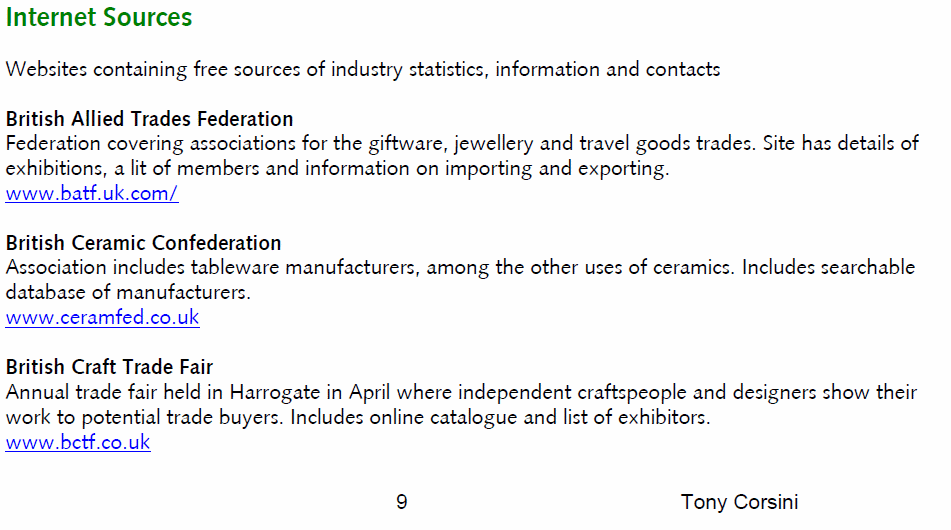 Internet Sources
Websites containing free sources of industry statistics, information and contacts
British Allied Trades Federation
Federation covering associations for the giftware, jewellery and travel goods trades. Site has details of
exhibitions, a lit of members and information on importing and exporting.
www.batf.uk.com/
British Ceramic Confederation
Association includes tableware manufacturers, among the other uses of ceramics. Includes searchable
database of manufacturers.
www.ceramfed.co.uk
British Craft Trade Fair
Annual trade fair held in Harrogate in April where independent craftspeople and designers show their
work to potential trade buyers. Includes online catalogue and list of exhibitors.
www.bctf.co.uk
9 Tony Corsini